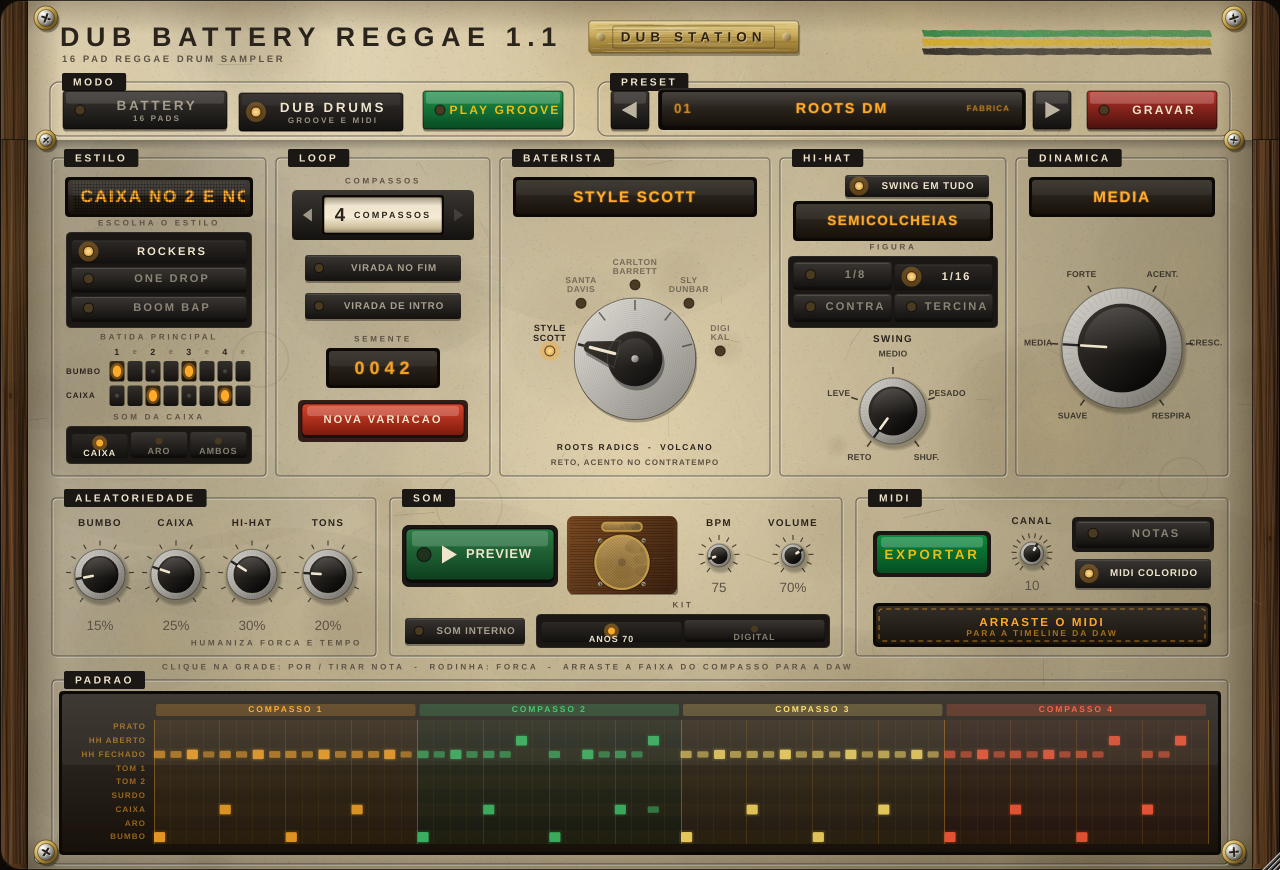 DUB BATTERY REGGAE 1.1
16 PAD REGGAE DRUM SAMPLER
DUB STATION
MODO
BATTERY
16 PADS
DUB DRUMS
GROOVE E MIDI
PLAY GROOVE
PRESET
01 ROOTS DM FABRICA
GRAVAR
ESTILO
CAIXA NO 2 E NO
ESCOLHA O ESTILO
ROCKERS
ONE DROP
BOOM BAP
BATIDA PRINCIPAL
1 e 2 e 3 e 4 e
BUMBO
CAIXA
SOM DA CAIXA
CAIXA ARO AMBOS
LOOP
COMPASSOS
4 COMPASSOS
VIRADA NO FIM
VIRADA DE INTRO
SEMENTE
0042
NOVA VARIACAO
BATERISTA
STYLE SCOTT
CARLTON
BARRETT
SANTA
DAVIS
SLY
DUNBAR
STYLE
SCOTT
DIGI
KAL
ROOTS RADICS - VOLCANO
RETO, ACENTO NO CONTRATEMPO
HI-HAT
SWING EM TUDO
SEMICOLCHEIAS
FIGURA
1/8 1/16
CONTRA TERCINA
SWING
MEDIO
LEVE PESADO
RETO SHUF.
DINAMICA
MEDIA
FORTE ACENT.
MEDIA CRESC.
SUAVE RESPIRA
ALEATORIEDADE
BUMBO CAIXA HI-HAT TONS
15% 25% 30% 20%
HUMANIZA FORCA E TEMPO
SOM
PREVIEW
BPM VOLUME
75 70%
KIT
SOM INTERNO
ANOS 70 DIGITAL
MIDI
EXPORTAR
CANAL
10
NOTAS
MIDI COLORIDO
ARRASTE O MIDI
PARA A TIMELINE DA DAW
CLIQUE NA GRADE: POR / TIRAR NOTA - RODINHA: FORCA - ARRASTE A FAIXA DO COMPASSO PARA A DAW
PADRAO
COMPASSO 1 COMPASSO 2 COMPASSO 3 COMPASSO 4
PRATO
HH ABERTO
HH FECHADO
TOM 1
TOM 2
SURDO
CAIXA
ARO
BUMBO